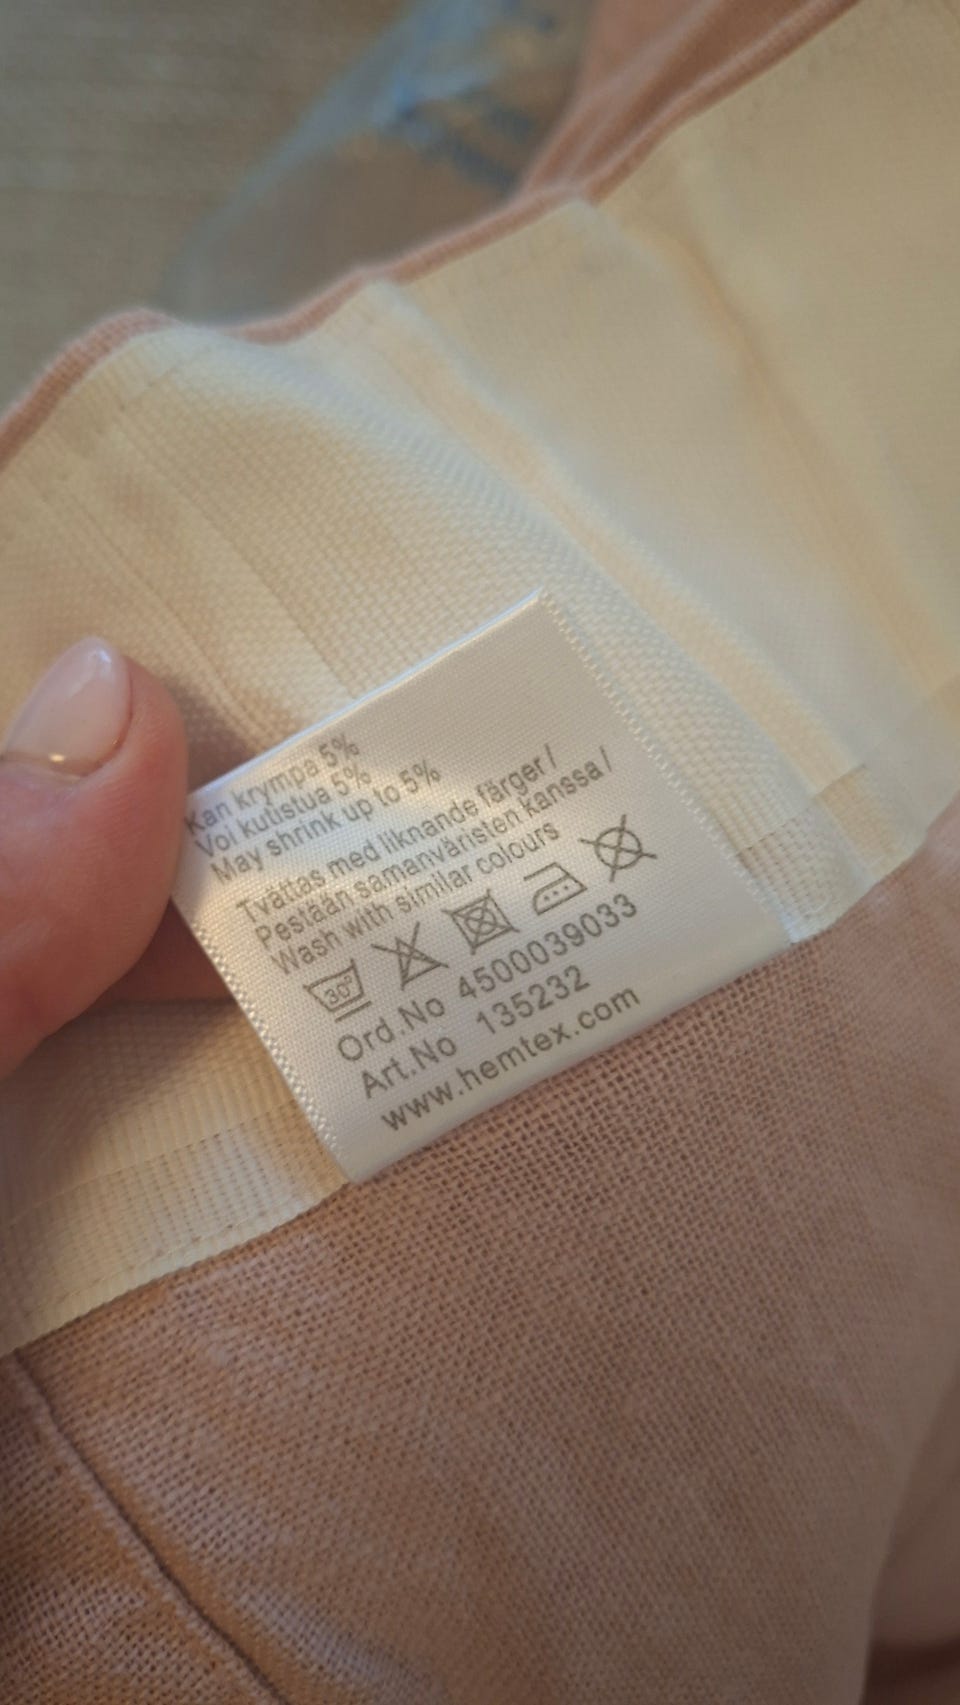 Kan krympa 5%
Voi kutistua 5%
May shrink up to 5%
Tvättas med liknande färger /
Pestään samanväristen kanssa /
Wash with similar colours
30°
Ord.No 4500039033
Art.No 135232
www.hemtex.com